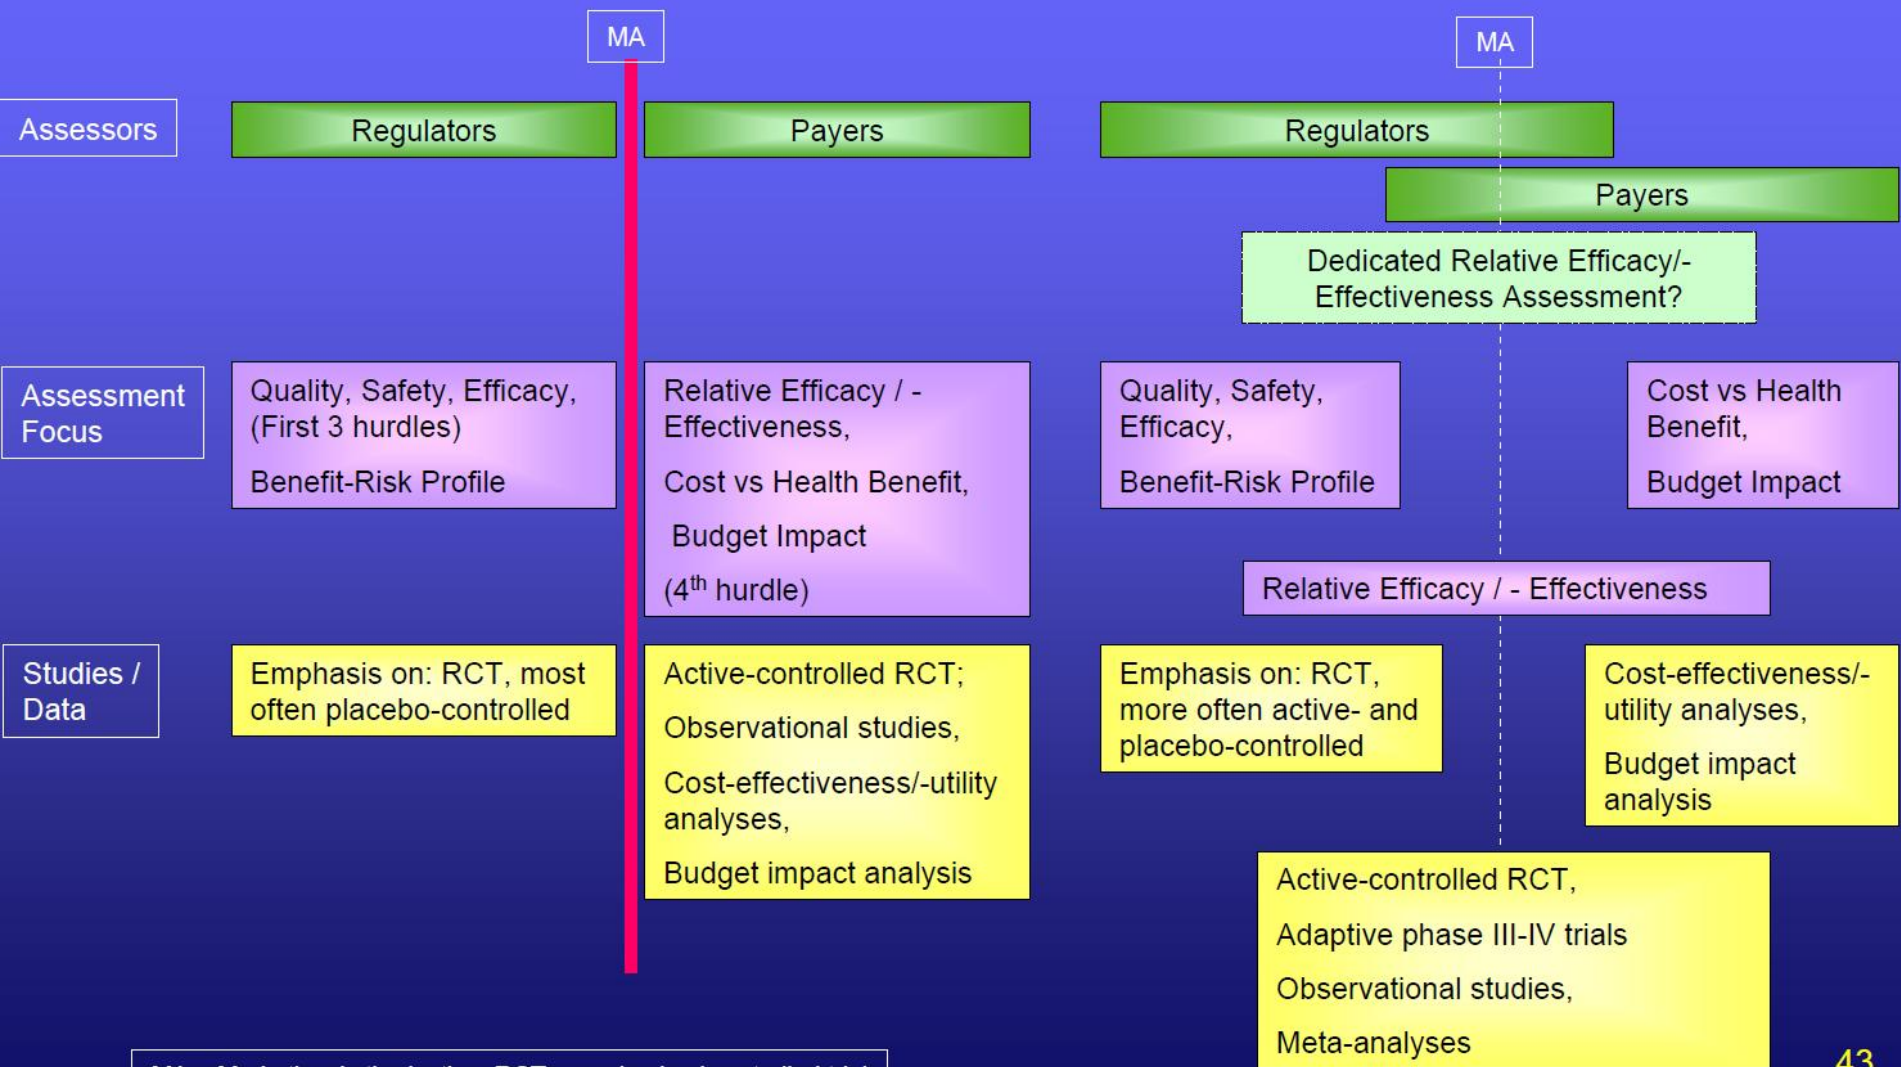 MA
MA
Assessors
Regulators
Payers
Regulators
Payers
Dedicated Relative Efficacy/-
Effectiveness Assessment?
Assessment
Focus
Quality, Safety, Efficacy,
(First 3 hurdles)
Benefit-Risk Profile
Relative Efficacy / -
Effectiveness,
Cost vs Health Benefit,
Budget Impact
(4th hurdle)
Quality, Safety,
Efficacy,
Benefit-Risk Profile
Cost vs Health
Benefit,
Budget Impact
Relative Efficacy / - Effectiveness
Studies /
Data
Emphasis on: RCT, most
often placebo-controlled
Active-controlled RCT;
Observational studies,
Cost-effectiveness/-utility
analyses,
Budget impact analysis
Emphasis on: RCT,
more often active- and
placebo-controlled
Cost-effectiveness/-
utility analyses,
Budget impact
analysis
Active-controlled RCT,
Adaptive phase III-IV trials
Observational studies,
Meta-analyses
43